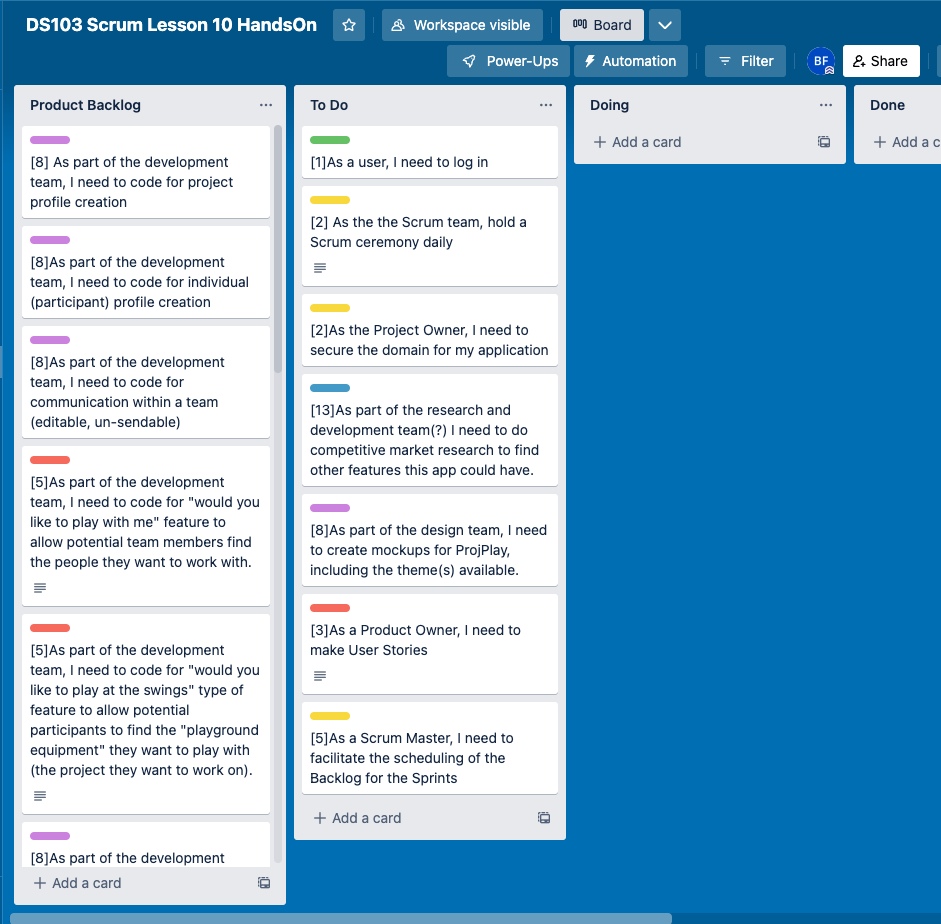 DS103 Scrum Lesson 10 HandsOn
Workspace visible
Board
Power-Ups
Automation
Filter
BF
Share
Product Backlog
[8] As part of the development
team, I need to code for project
profile creation
[8]As part of the development
team, I need to code for individual
(participant) profile creation
[8]As part of the development
team, I need to code for
communication within a team
(editable, un-sendable)
[5]As part of the development
team, I need to code for "would you
like to play with me" feature to
allow potential team members find
the people they want to work with.
[5]As part of the development
team, I need to code for "would you
like to play at the swings" type of
feature to allow potential
participants to find the "playground
equipment" they want to play with
(the project they want to work on).
[8]As part of the development
+ Add a card
To Do
[1]As a user, I need to log in
[2] As the the Scrum team, hold a
Scrum ceremony daily
[2]As the Project Owner, I need to
secure the domain for my application
[13]As part of the research and
development team(?) I need to do
competitive market research to find
other features this app could have.
[8]As part of the design team, I need
to create mockups for ProjPlay,
including the theme(s) available.
[3]As a Product Owner, I need to
make User Stories
[5]As a Scrum Master, I need to
facilitate the scheduling of the
Backlog for the Sprints
+ Add a card
Doing
+ Add a card
Done
+ Add a c